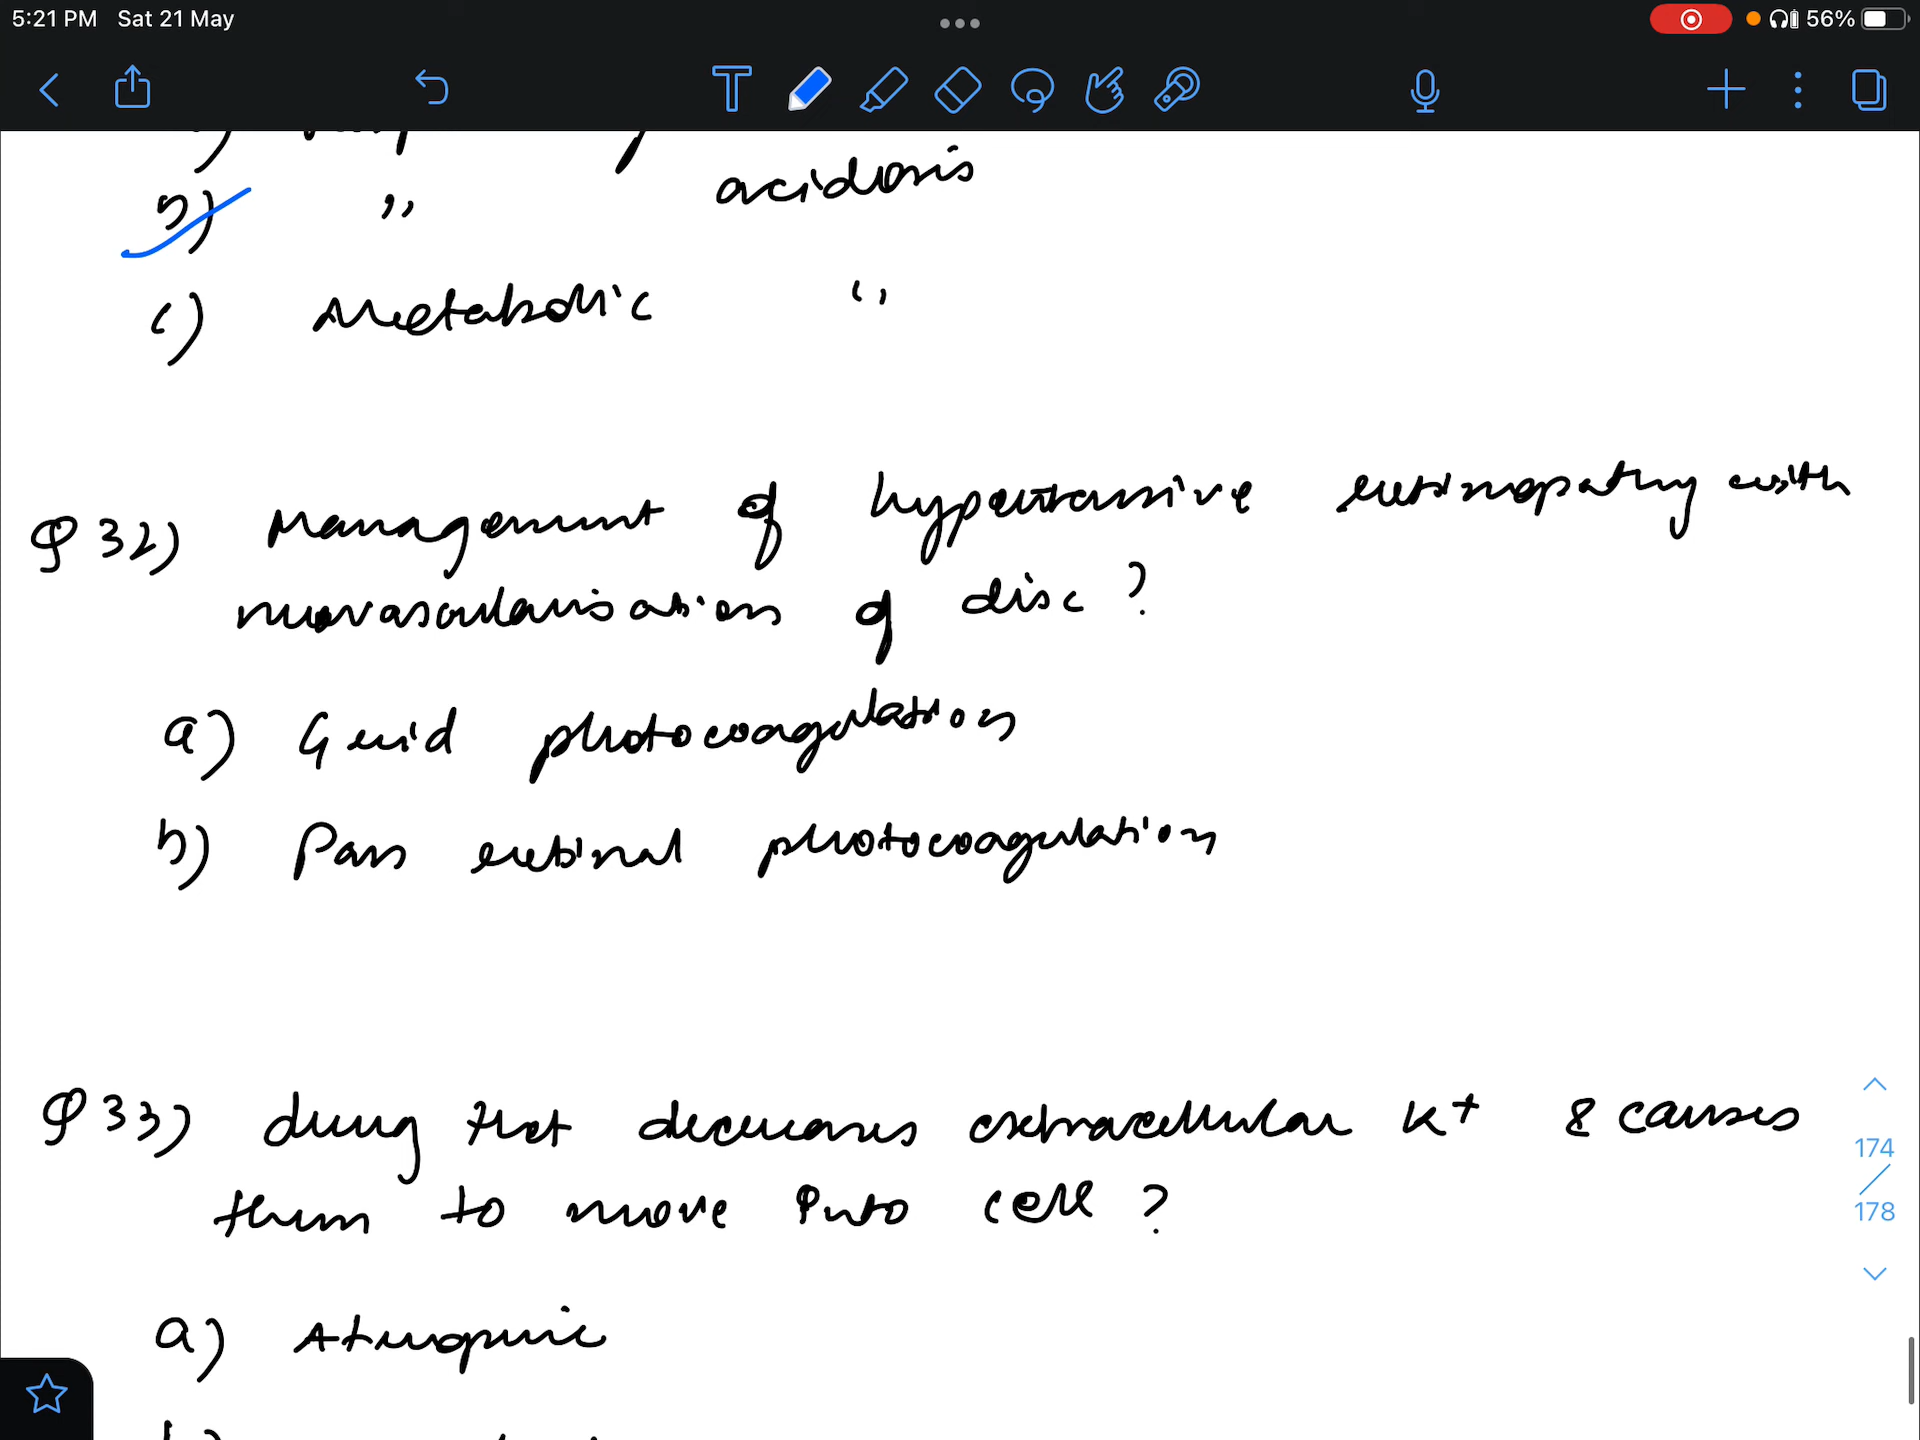 5:21 PM Sat 21 May
56%
T
acidosis
b) ,,
c) Metabolic ,,
Q 32) Management of hypertensive retinopathy with
neovascularisation of disc ?
a) Grid photocoagulation
b) Pan retinal photocoagulation
Q 33) drug that decreases extracellular K+ & causes
174
them to move into cell ?
178
a) Atropine